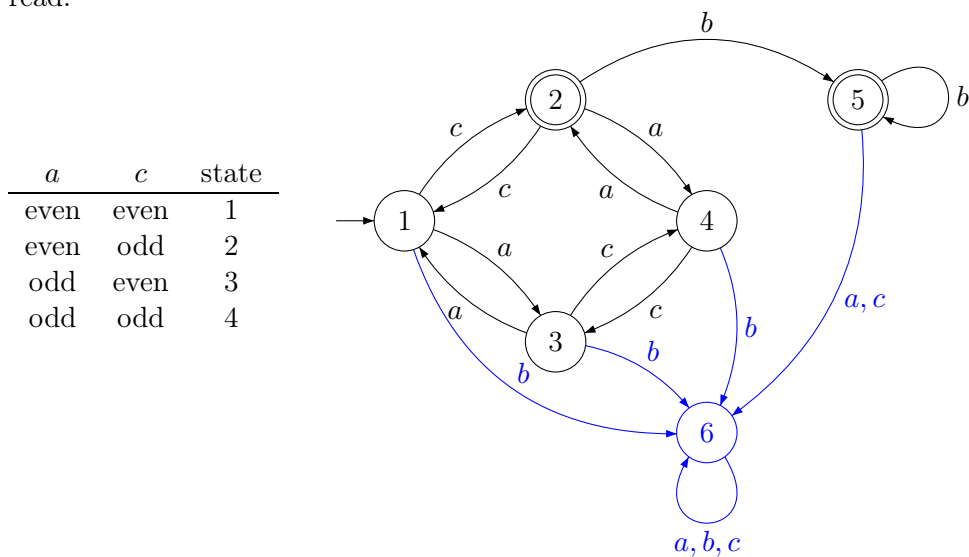 read.
a c state
even even 1
even odd 2
odd even 3
odd odd 4
b
2
5
b
c
a
c
a
1
4
a
c
a
c
b
a, c
3
b
b
6
a, b, c